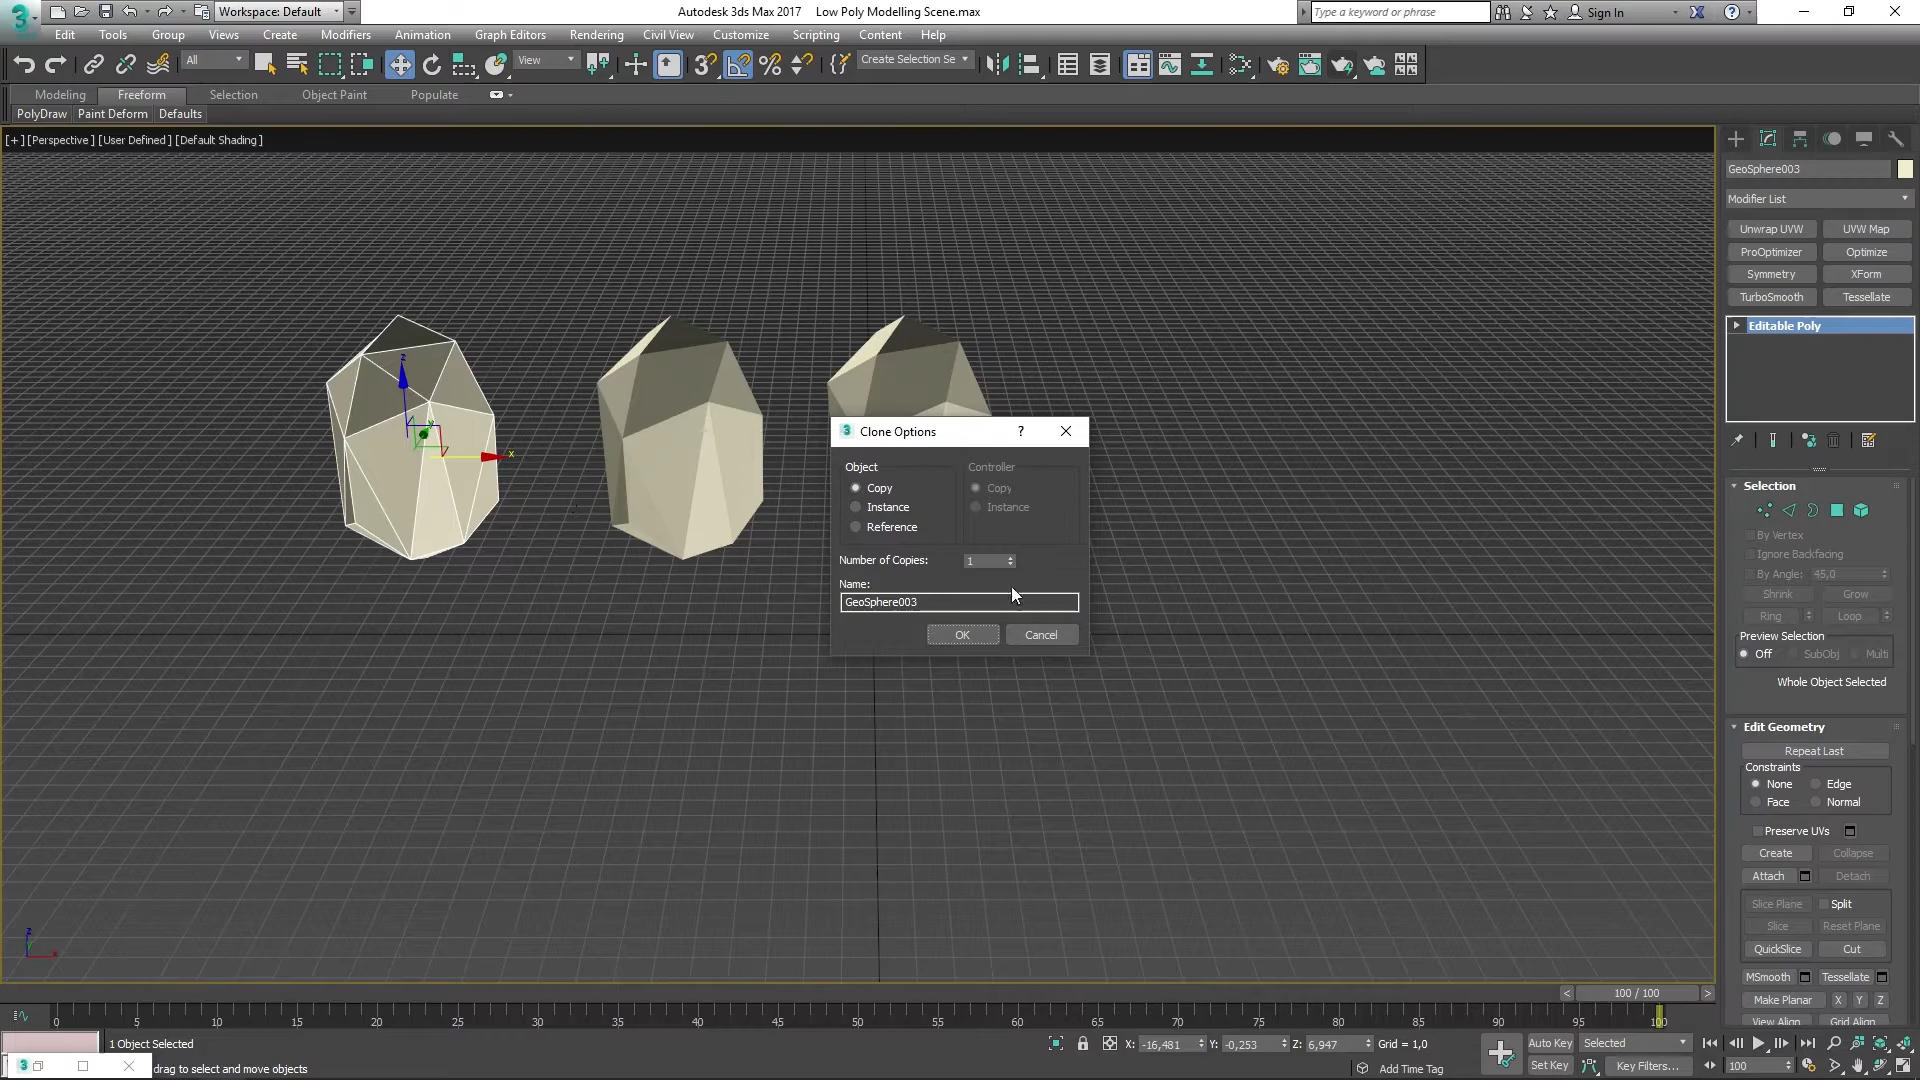 Workspace: Default
Autodesk 3ds Max 2017    Low Poly Modelling Scene.max
Type a keyword or phrase
Sign In
Edit Tools Group Views Create Modifiers Animation Graph Editors Rendering Civil View Customize Scripting Content Help
All
View
Create Selection Se
Modeling Freeform Selection Object Paint Populate
PolyDraw Paint Deform Defaults
[+] [Perspective] [User Defined] [Default Shading]
GeoSphere003
Modifier List
Unwrap UVW UVW Map
ProOptimizer Optimize
Symmetry XForm
TurboSmooth Tessellate
Editable Poly
Selection
By Vertex
Ignore Backfacing
By Angle: 45,0
Shrink Grow
Ring Loop
Preview Selection
Off SubObj Multi
Whole Object Selected
Edit Geometry
Repeat Last
Constraints
None Edge
Face Normal
Preserve UVs
Create Collapse
Attach Detach
Slice Plane Split
Slice Reset Plane
QuickSlice Cut
MSmooth Tessellate
Make Planar X Y Z
View Align Grid Align
z
y
x
3 Clone Options ?
Object Controller
Copy Copy
Instance Instance
Reference
Number of Copies: 1
Name:
GeoSphere003
OK Cancel
z
x
< 100 / 100 >
0 5 10 15 20 25 30 35 40 45 50 55 60 65 70 75 80 85 90 95 100
1 Object Selected
X: -16,481 Y: -0,253 Z: 6,947 Grid = 1,0
Auto Key Selected
drag to select and move objects
Add Time Tag
Set Key Key Filters... 100